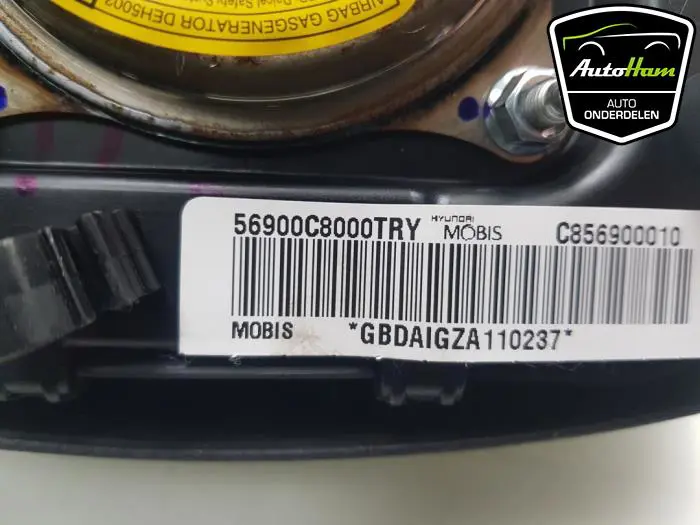 AIRBAG GASGENERATOR DEH5002
AutoHam
AUTO
ONDERDELEN
56900C8000TRY HYUNDAI MOBIS C856900010
MOBIS *GBDAIGZA110237*